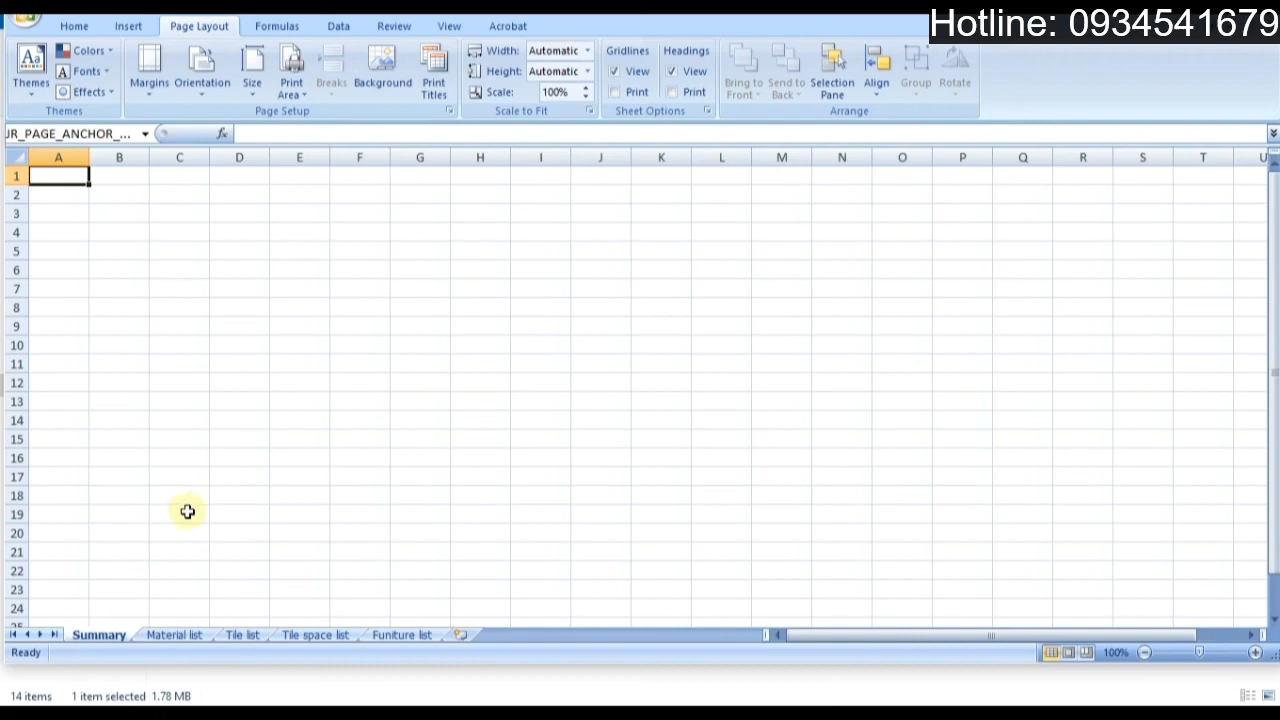 Hotline: 0934541679
Home Insert Page Layout Formulas Data Review View Acrobat
Themes
Colors
Fonts
Effects
Themes
Margins
Orientation
Size
Print Area
Breaks
Background
Print Titles
Page Setup
Width: Automatic
Height: Automatic
Scale: 100%
Scale to Fit
Gridlines
View
Print
Headings
View
Print
Sheet Options
Bring to Front
Send to Back
Selection Pane
Align
Group
Rotate
Arrange
UR_PAGE_ANCHOR_... fx
A B C D E F G H I J K L M N O P Q R S T U
1
2
3
4
5
6
7
8
9
10
11
12
13
14
15
16
17
18
19
20
21
22
23
24
Summary Material list Tile list Tile space list Funiture list
Ready 100%
14 items 1 item selected 1.78 MB